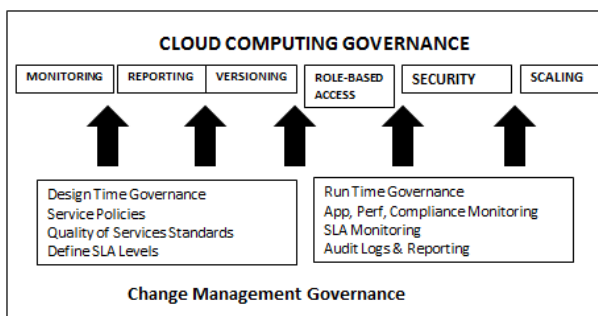 CLOUD COMPUTING GOVERNANCE
MONITORING
REPORTING
VERSIONING
ROLE-BASED
ACCESS
SECURITY
SCALING
Design Time Governance
Service Policies
Quality of Services Standards
Define SLA Levels
Run Time Governance
App, Perf, Compliance Monitoring
SLA Monitoring
Audit Logs & Reporting
Change Management Governance